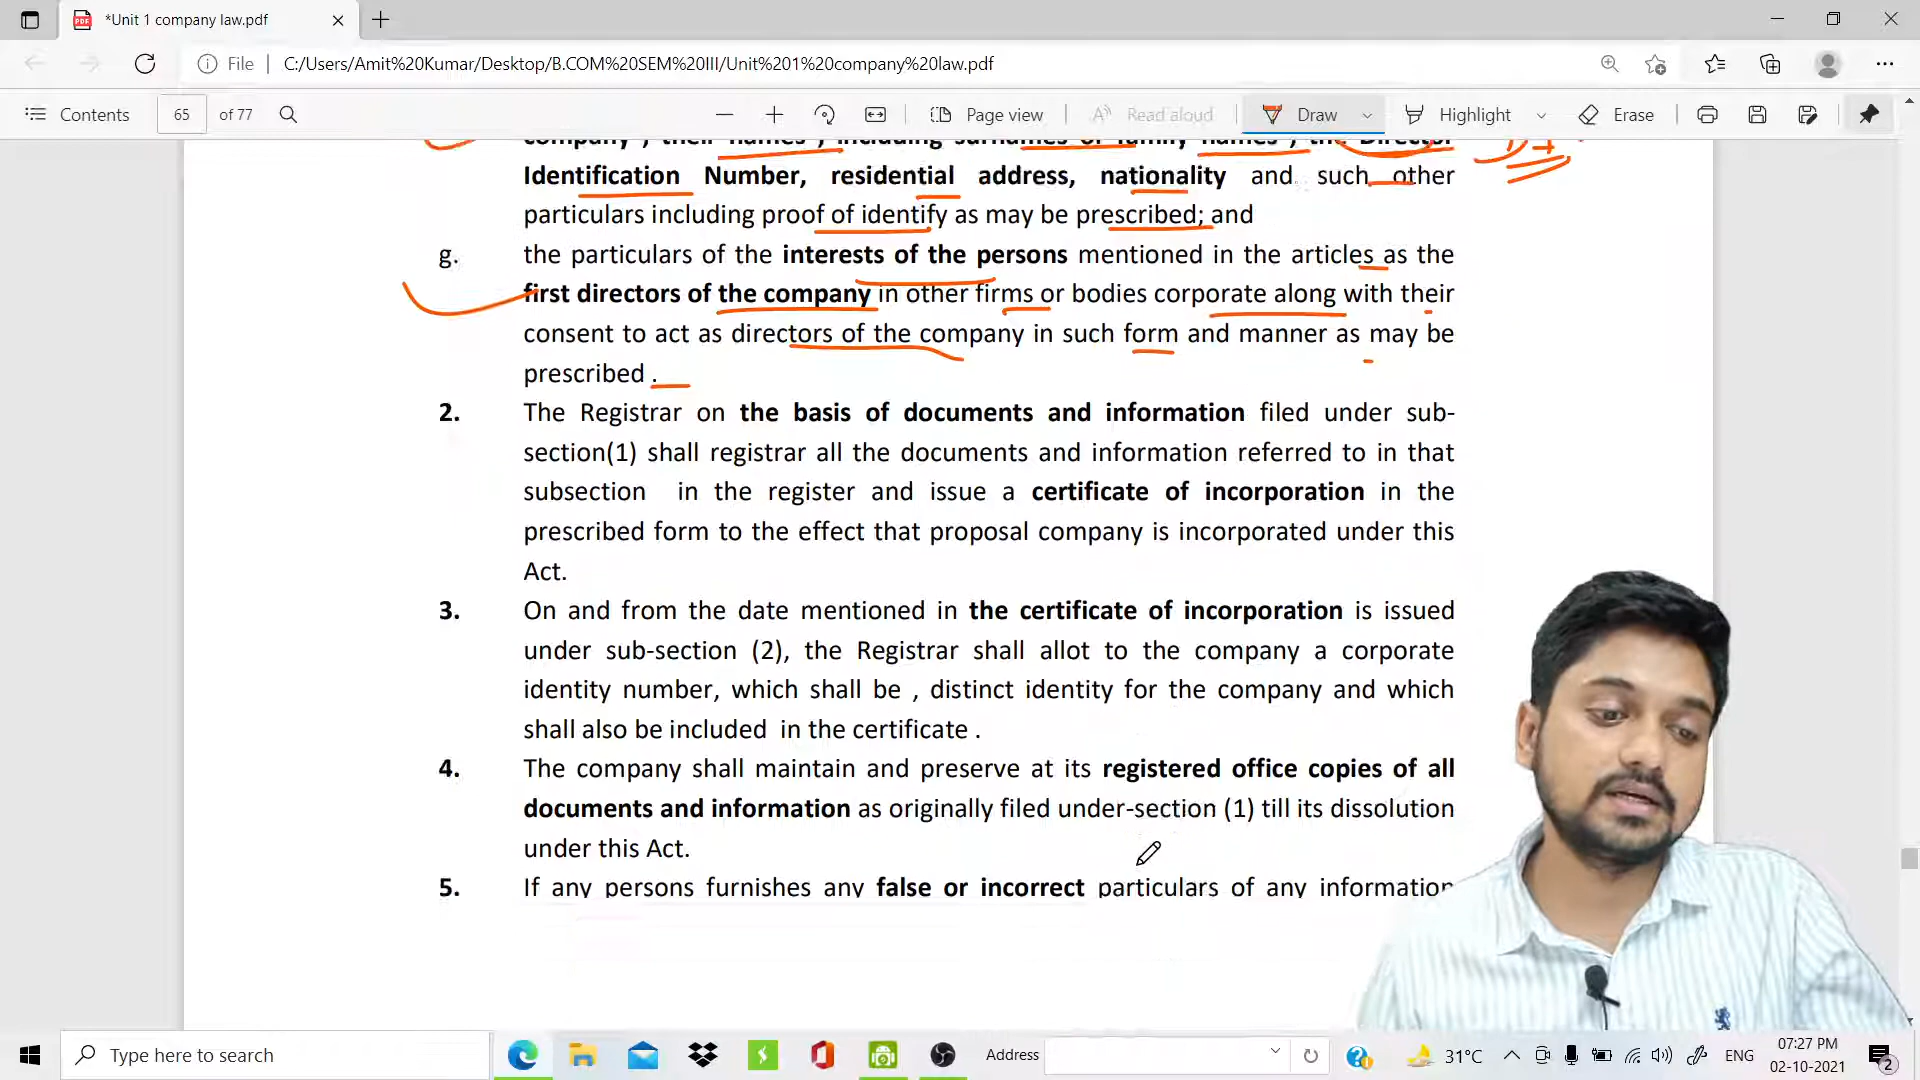 *Unit 1 company law.pdf
File
C:/Users/Amit%20Kumar/Desktop/B.COM%20SEM%20III/Unit%201%20company%20law.pdf
Contents
65 of 77
Page view
Read aloud
Draw
Highlight
Erase
company , their names , including surnames or family names , the Director
Identification Number, residential address, nationality and such other
particulars including proof of identify as may be prescribed; and
g. the particulars of the interests of the persons mentioned in the articles as the
first directors of the company in other firms or bodies corporate along with their
consent to act as directors of the company in such form and manner as may be
prescribed .
2. The Registrar on the basis of documents and information filed under sub-
section(1) shall registrar all the documents and information referred to in that
subsection in the register and issue a certificate of incorporation in the
prescribed form to the effect that proposal company is incorporated under this
Act.
3. On and from the date mentioned in the certificate of incorporation is issued
under sub-section (2), the Registrar shall allot to the company a corporate
identity number, which shall be , distinct identity for the company and which
shall also be included in the certificate .
4. The company shall maintain and preserve at its registered office copies of all
documents and information as originally filed under-section (1) till its dissolution
under this Act.
5. If any persons furnishes any false or incorrect particulars of any information
Type here to search
Address
31°C
ENG
07:27 PM
02-10-2021
2